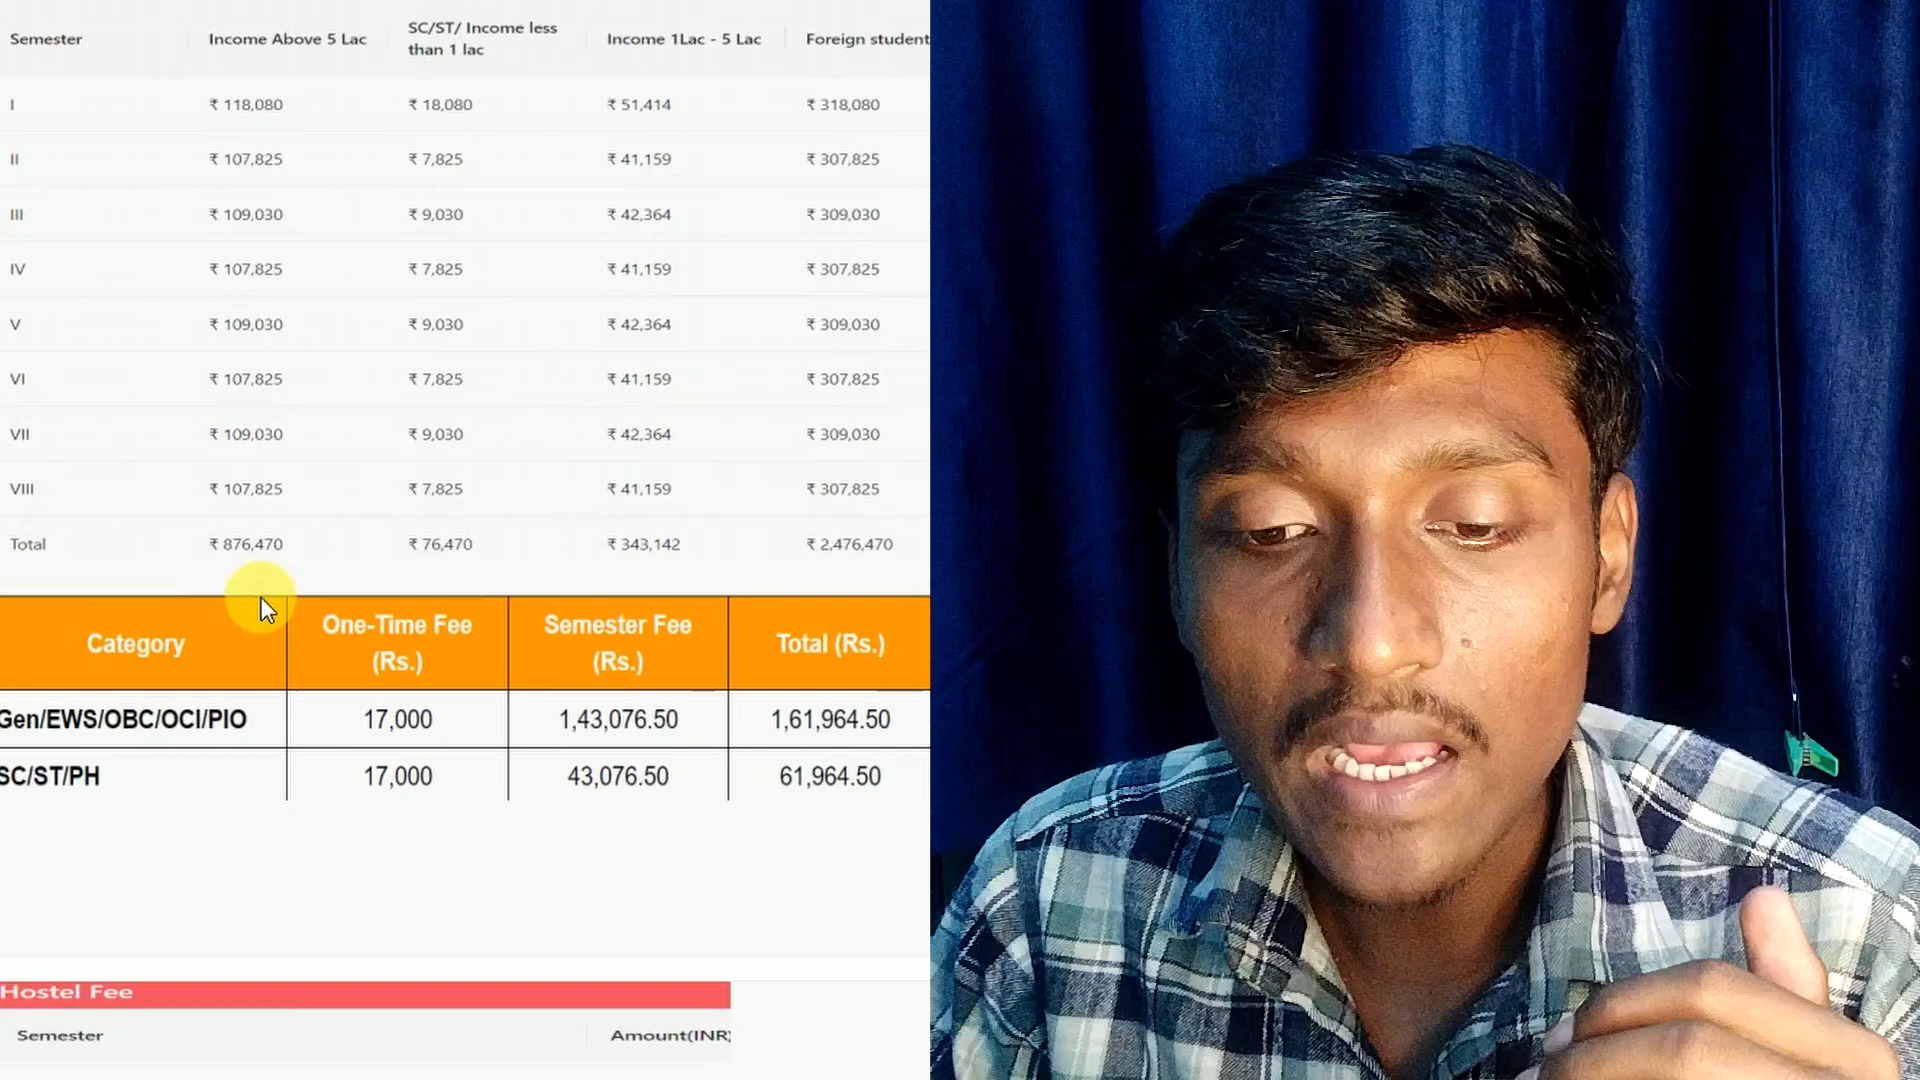 Semester Income Above 5 Lac SC/ST/ Income less than 1 lac Income 1Lac - 5 Lac Foreign student
I ₹ 118,080 ₹ 18,080 ₹ 51,414 ₹ 318,080
II ₹ 107,825 ₹ 7,825 ₹ 41,159 ₹ 307,825
III ₹ 109,030 ₹ 9,030 ₹ 42,364 ₹ 309,030
IV ₹ 107,825 ₹ 7,825 ₹ 41,159 ₹ 307,825
V ₹ 109,030 ₹ 9,030 ₹ 42,364 ₹ 309,030
VI ₹ 107,825 ₹ 7,825 ₹ 41,159 ₹ 307,825
VII ₹ 109,030 ₹ 9,030 ₹ 42,364 ₹ 309,030
VIII ₹ 107,825 ₹ 7,825 ₹ 41,159 ₹ 307,825
Total ₹ 876,470 ₹ 76,470 ₹ 343,142 ₹ 2,476,470
Category One-Time Fee (Rs.) Semester Fee (Rs.) Total (Rs.)
Gen/EWS/OBC/OCI/PIO 17,000 1,43,076.50 1,61,964.50
SC/ST/PH 17,000 43,076.50 61,964.50
Hostel Fee
Semester Amount(INR)